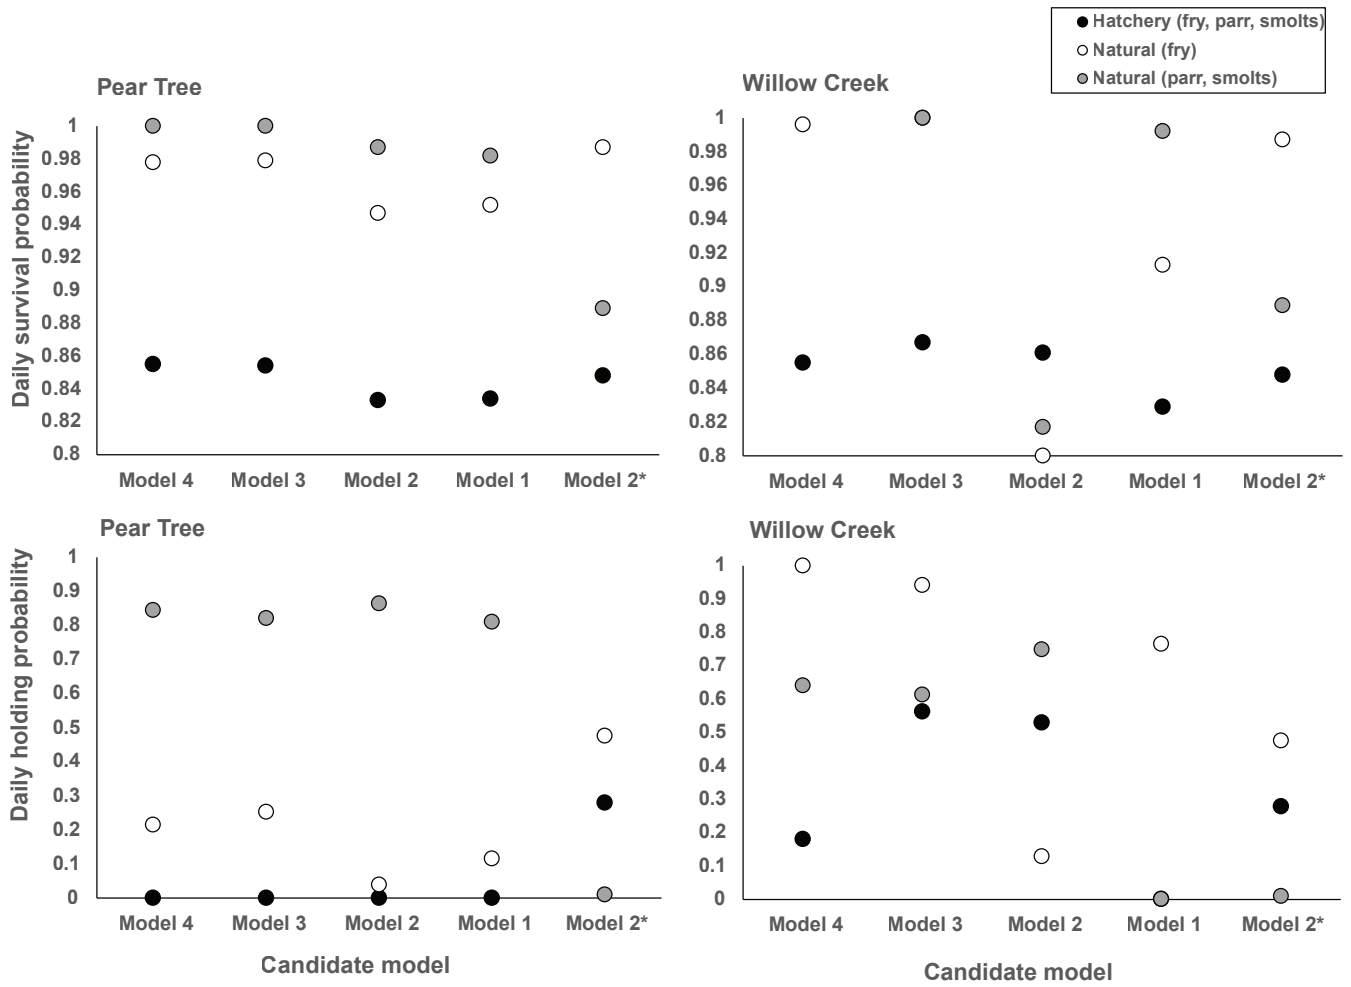 Hatchery (fry, parr, smolts)
Natural (fry)
Natural (parr, smolts)
Pear Tree
Daily survival probability
1
0.98
0.96
0.94
0.92
0.9
0.88
0.86
0.84
0.82
0.8
Model 4 Model 3 Model 2 Model 1 Model 2*
Willow Creek
1
0.98
0.96
0.94
0.92
0.9
0.88
0.86
0.84
0.82
0.8
Model 4 Model 3 Model 2 Model 1 Model 2*
Pear Tree
Daily holding probability
1
0.9
0.8
0.7
0.6
0.5
0.4
0.3
0.2
0.1
0
Model 4 Model 3 Model 2 Model 1 Model 2*
Candidate model
Willow Creek
1
0.9
0.8
0.7
0.6
0.5
0.4
0.3
0.2
0.1
0
Model 4 Model 3 Model 2 Model 1 Model 2*
Candidate model